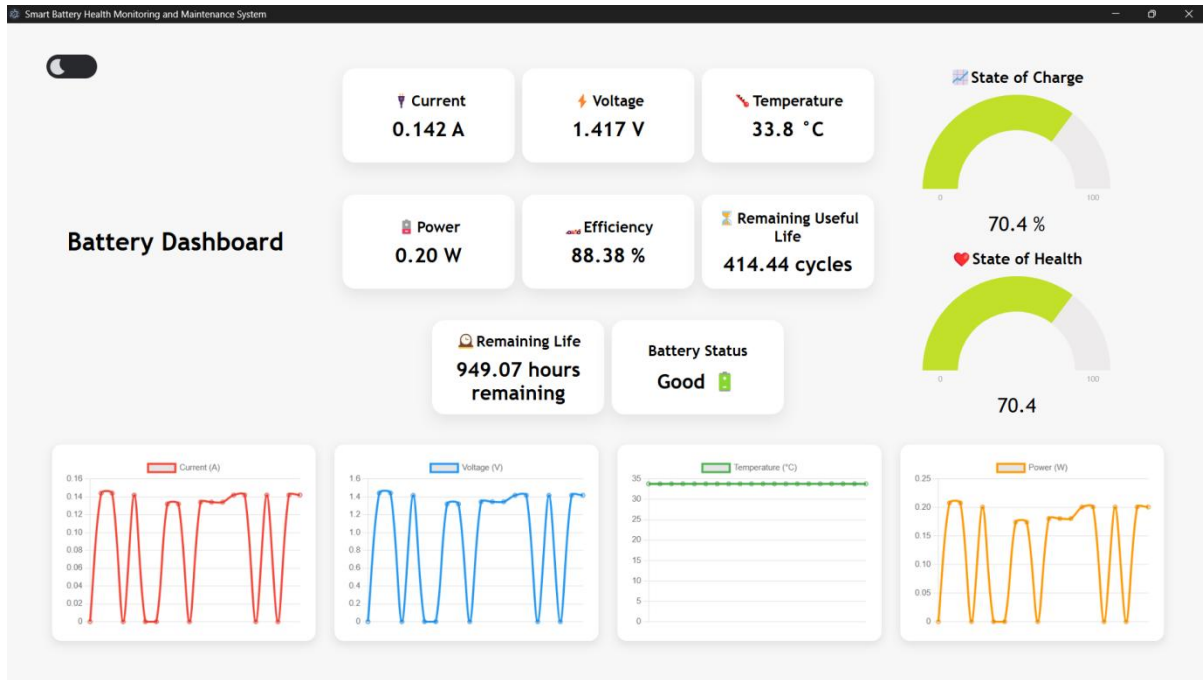 Smart Battery Health Monitoring and Maintenance System
Battery Dashboard
Current
0.142 A
Voltage
1.417 V
Temperature
33.8 °C
Power
0.20 W
Efficiency
88.38 %
Remaining Useful
Life
414.44 cycles
Remaining Life
949.07 hours
remaining
Battery Status
Good
State of Charge
0
100
70.4 %
State of Health
0
100
70.4
Current (A)
0.16
0.14
0.12
0.10
0.08
0.06
0.04
0.02
0
Voltage (V)
1.6
1.4
1.2
1.0
0.8
0.6
0.4
0.2
0
Temperature (°C)
35
30
25
20
15
10
5
0
Power (W)
0.25
0.20
0.15
0.10
0.05
0